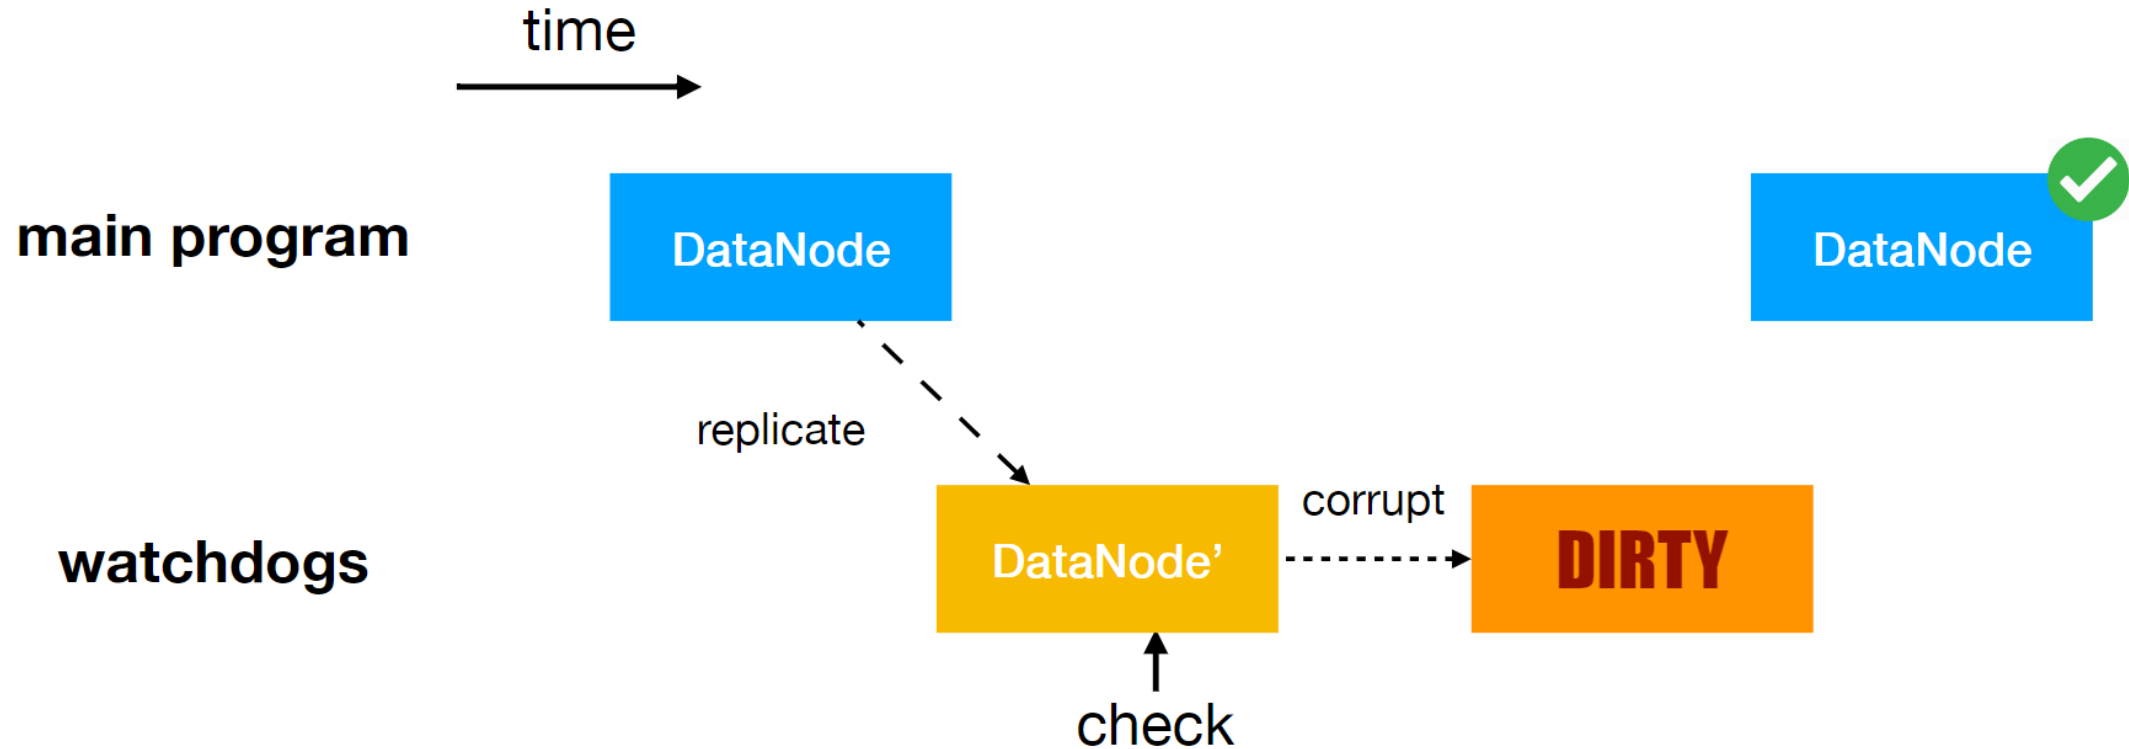 time
main program
DataNode
DataNode
replicate
corrupt
watchdogs
DataNode’
DIRTY
check